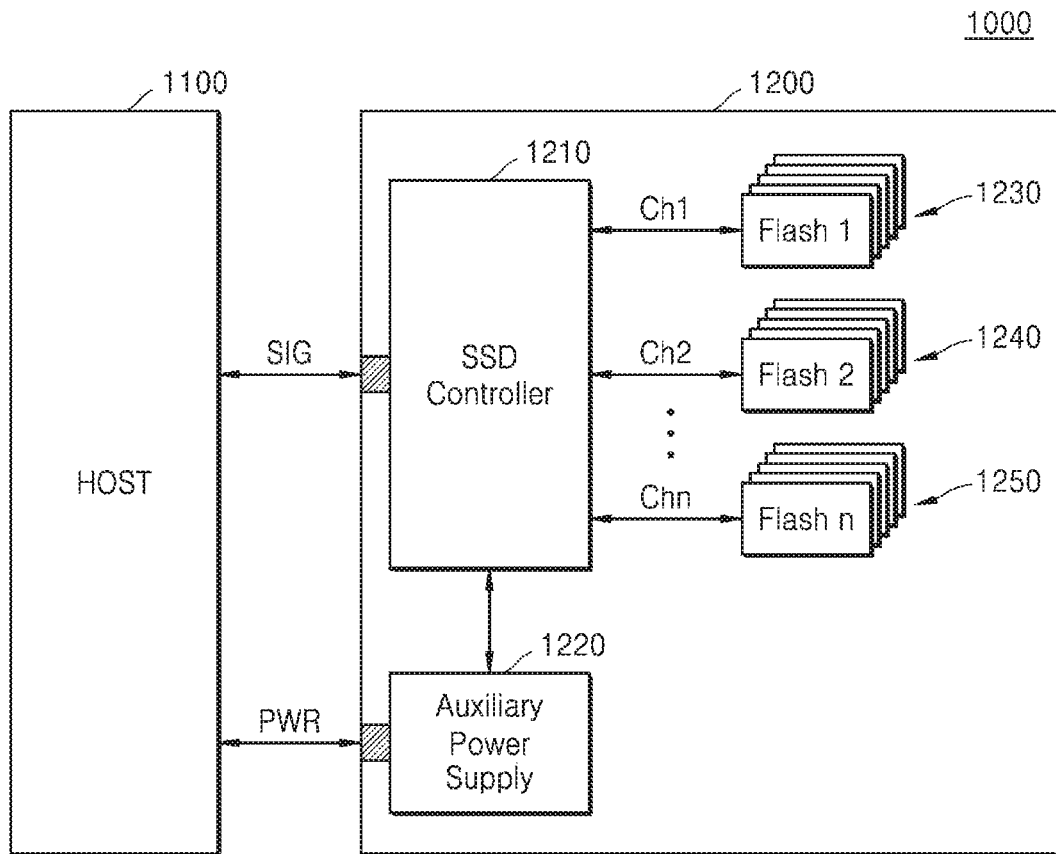 1000
1100
1200
1210
1230
Ch1
Flash 1
1240
SIG
SSD
Controller
Ch2
Flash 2
HOST
1250
Chn
Flash n
1220
PWR
Auxiliary
Power
Supply